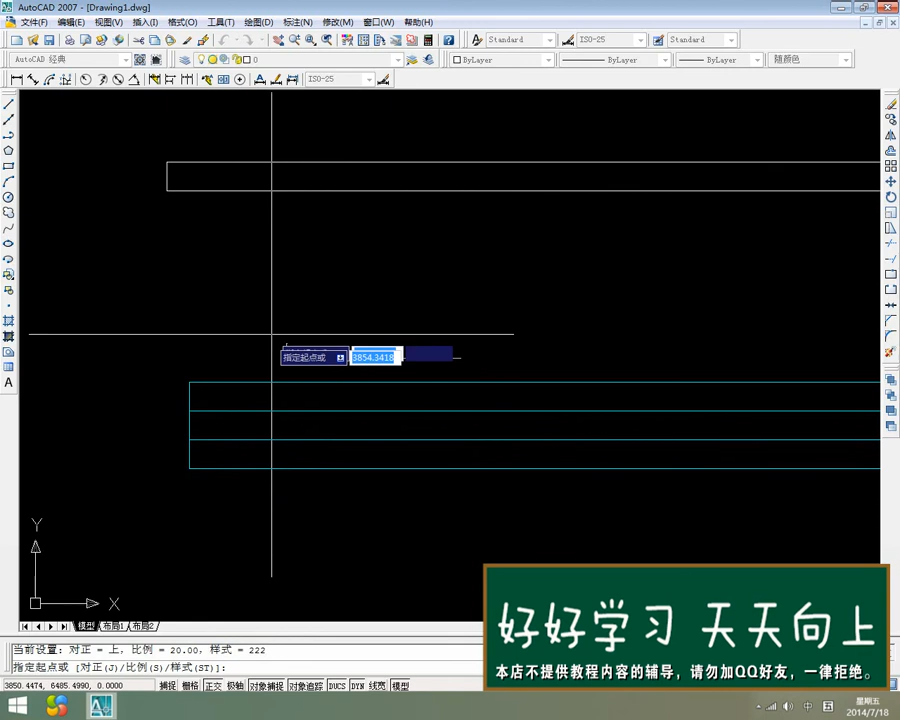 AutoCAD 2007 - [Drawing1.dwg]
文件(F) 编辑(E) 视图(V) 插入(I) 格式(O) 工具(T) 绘图(D) 标注(N) 修改(M) 窗口(W) 帮助(H)
Standard ISO-25 Standard
AutoCAD 经典 0 ByLayer ByLayer ByLayer 随颜色
ISO-25
指定起点或 3854.3418
Y
X
模型 布局1 布局2
当前设置: 对正 = 上, 比例 = 20.00, 样式 = 222
指定起点或 [对正(J)/比例(S)/样式(ST)]:
3850.4474, 6485.4990, 0.0000 捕捉 栅格 正交 极轴 对象捕捉 对象追踪 DUCS DYN 线宽 模型
好好学习 天天向上
本店不提供教程内容的辅导，请勿加QQ好友，一律拒绝。
中 五
星期五
2014/7/18